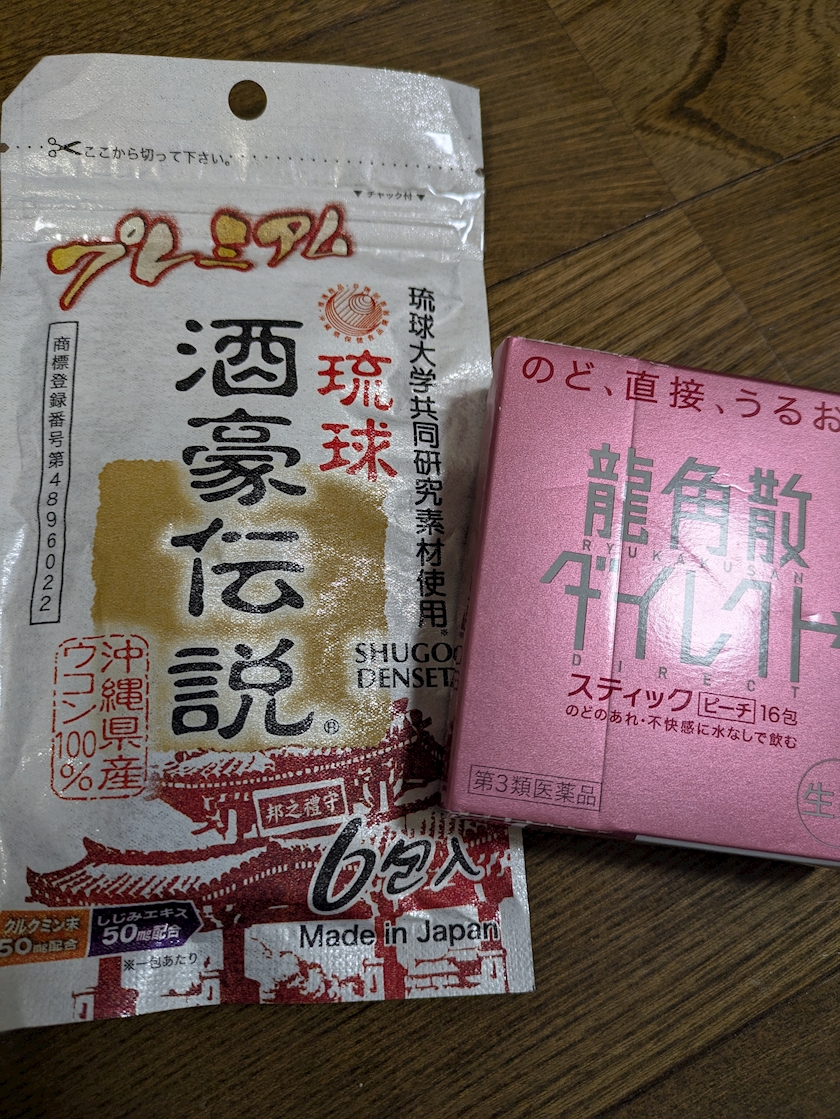 ここから切って下さい。
▼チャック付▼
プレミアム
琉球大学共同研究素材使用※
琉球
酒豪伝説®
商標登録番号第4896022
SHUGO
DENSET
沖縄県産
ウコン100%
守禮之邦
6包入
クルクミン末
50mg配合
しじみエキス
50mg配合
※一包あたり
Made in Japan
のど、直接、うるお
龍角散
RYUKAKUSAN
ダイレクト
DIRECT
スティック ピーチ 16包
のどのあれ・不快感に水なしで飲む
第3類医薬品
生